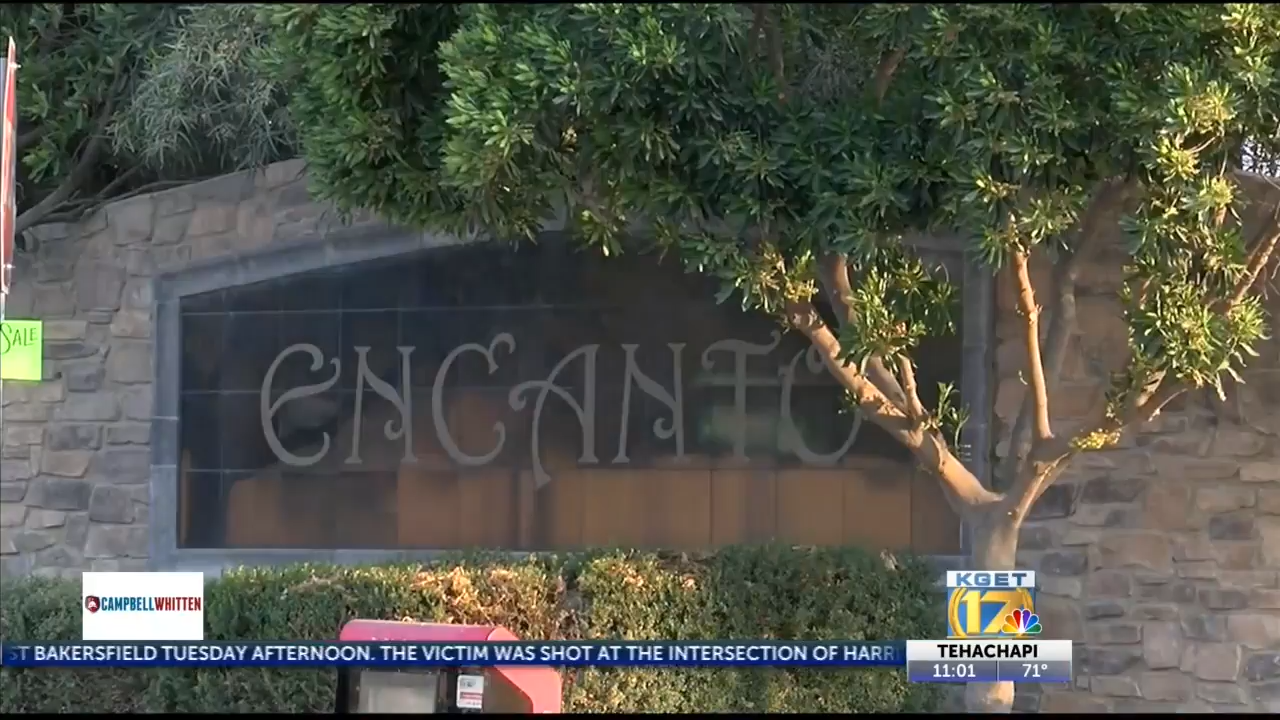 SALE
ENCANTO
CAMPBELLWHITTEN
KGET
17
ST BAKERSFIELD TUESDAY AFTERNOON. THE VICTIM WAS SHOT AT THE INTERSECTION OF HARR
TEHACHAPI
11:01 71°